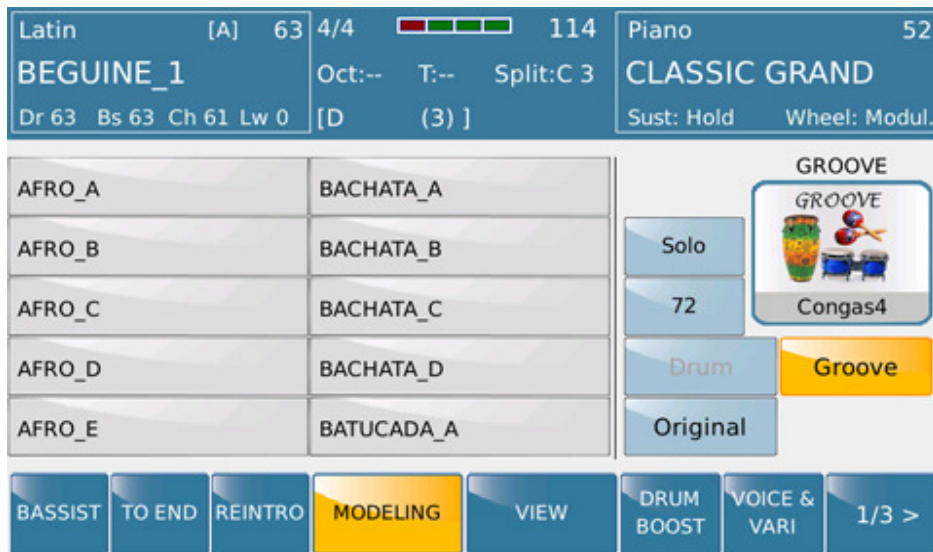 Latin [A] 63
BEGUINE_1
Dr 63 Bs 63 Ch 61 Lw 0
4/4 114
Oct:-- T:-- Split:C 3
[D (3) ]
Piano 52
CLASSIC GRAND
Sust: Hold Wheel: Modul.
AFRO_A BACHATA_A
AFRO_B BACHATA_B
AFRO_C BACHATA_C
AFRO_D BACHATA_D
AFRO_E BATUCADA_A
GROOVE
GROOVE
Congas4
Solo
72
Drum Groove
Original
BASSIST TO END REINTRO MODELING VIEW DRUM BOOST VOICE & VARI 1/3 >